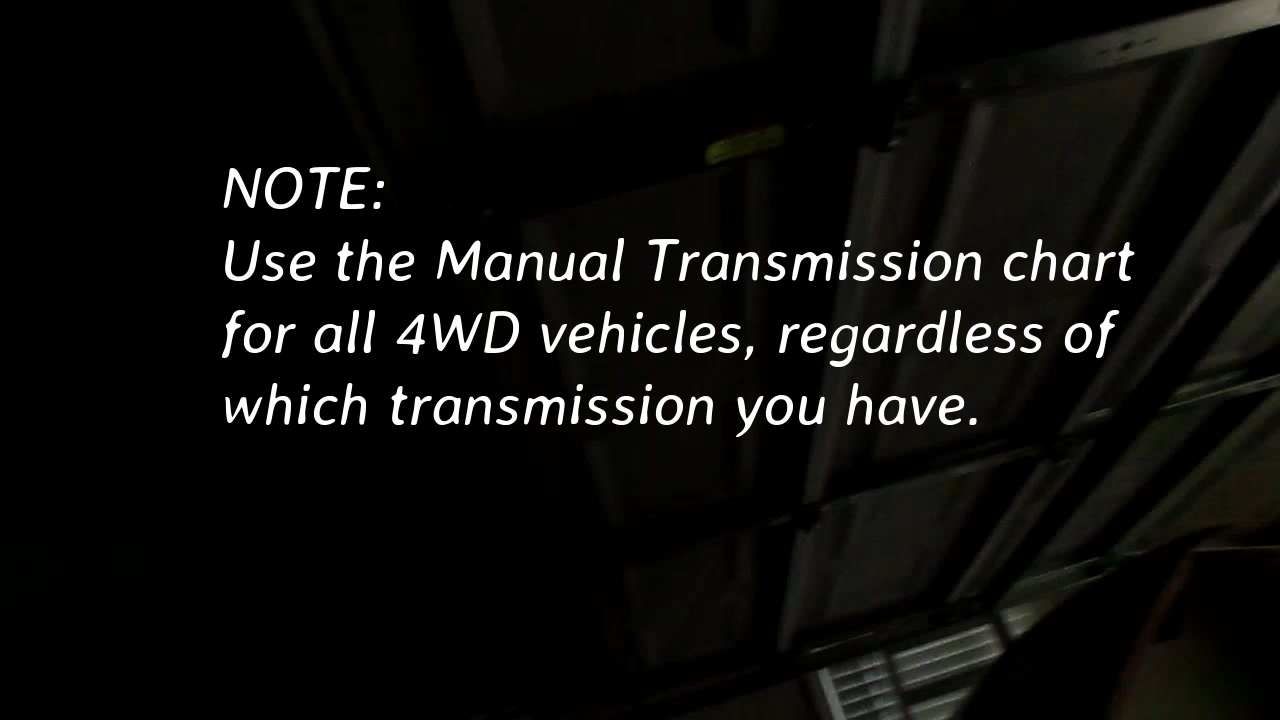 NOTE:
Use the Manual Transmission chart
for all 4WD vehicles, regardless of
which transmission you have.